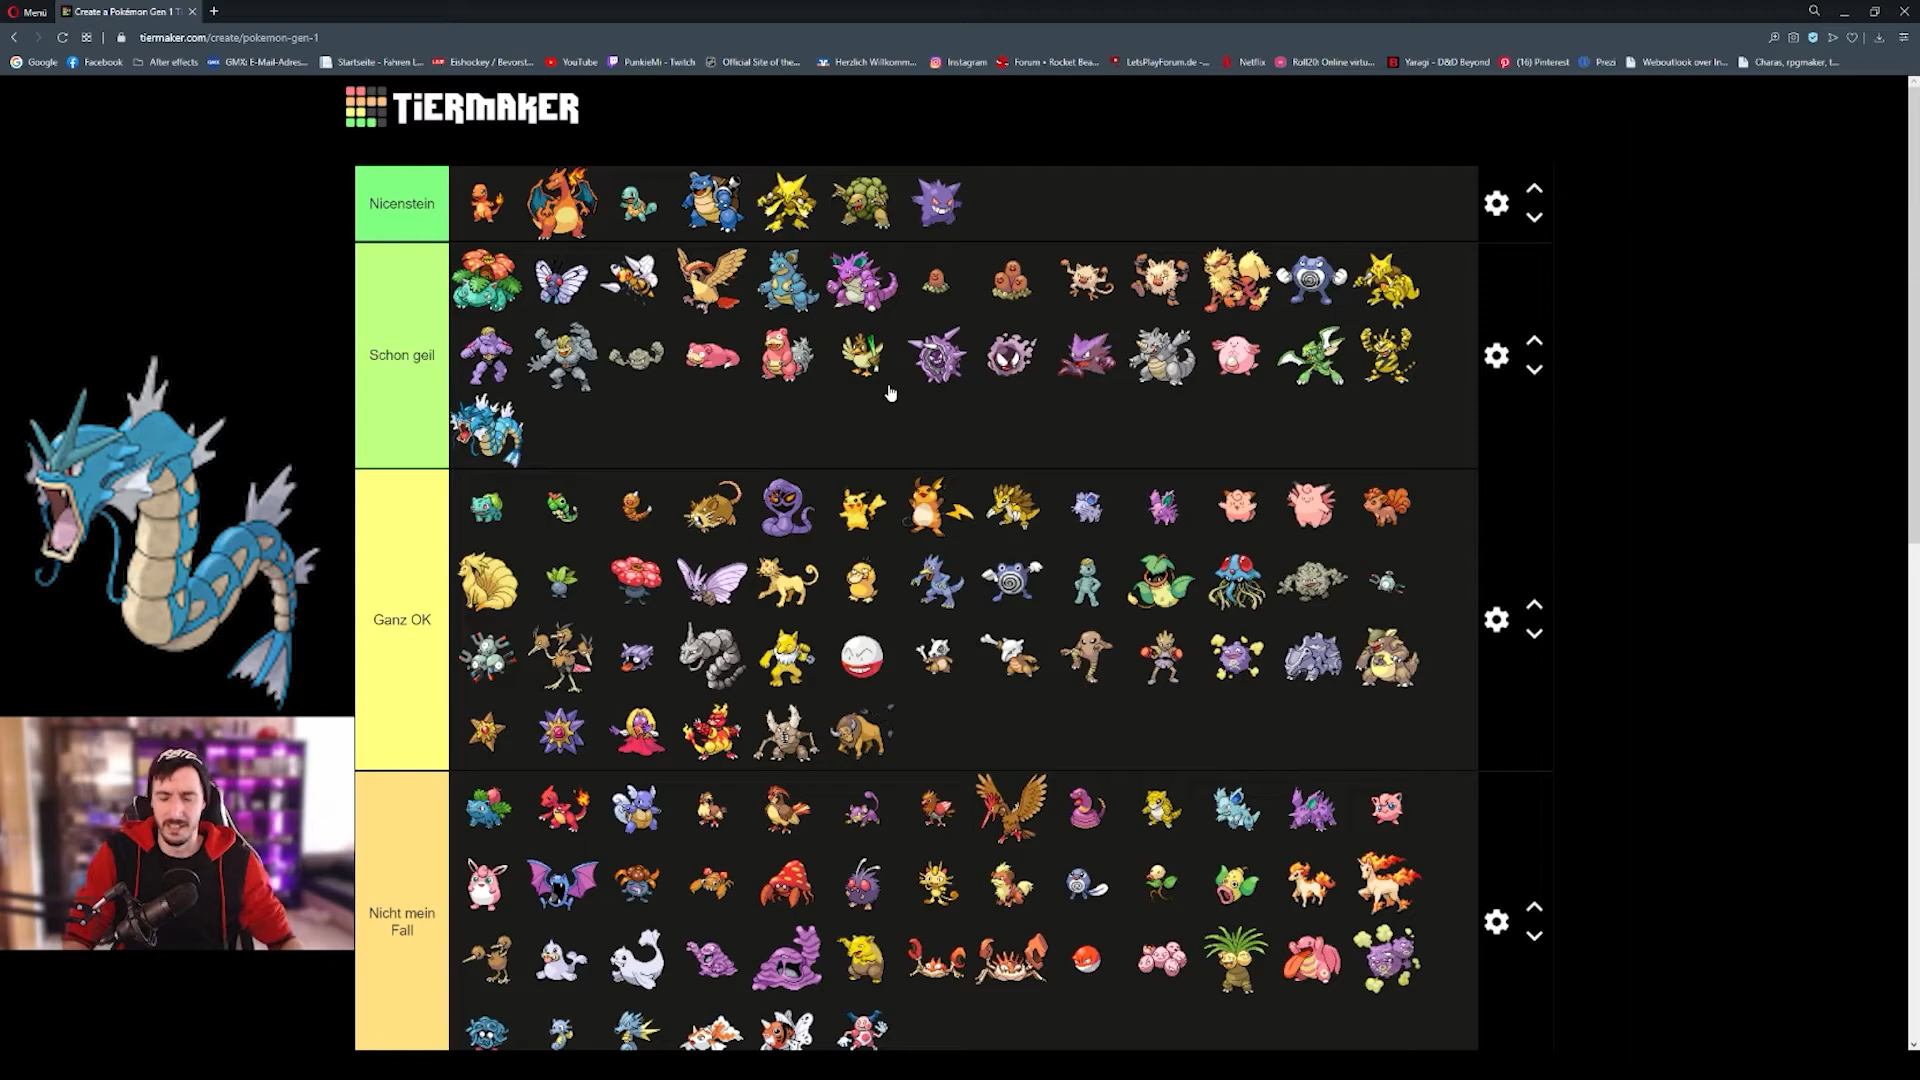 Menü
Create a Pokémon Gen 1 T
tiermaker.com/create/pokemon-gen-1
Google
Facebook
After effects
GMX: E-Mail-Adres...
Startseite - Fahren L...
Eishockey / Bevorst...
YouTube
PunkieMi - Twitch
Official Site of the...
Herzlich Willkomm...
Instagram
Forum • Rocket Bea...
LetsPlayForum.de -...
Netflix
Roll20: Online virtu...
Yaragi - D&D Beyond
(16) Pinterest
Prezi
Weboutlook over In...
Charas, rpgmaker, t...
TiERMAKER
Nicenstein
Schon geil
Ganz OK
Nicht mein
Fall